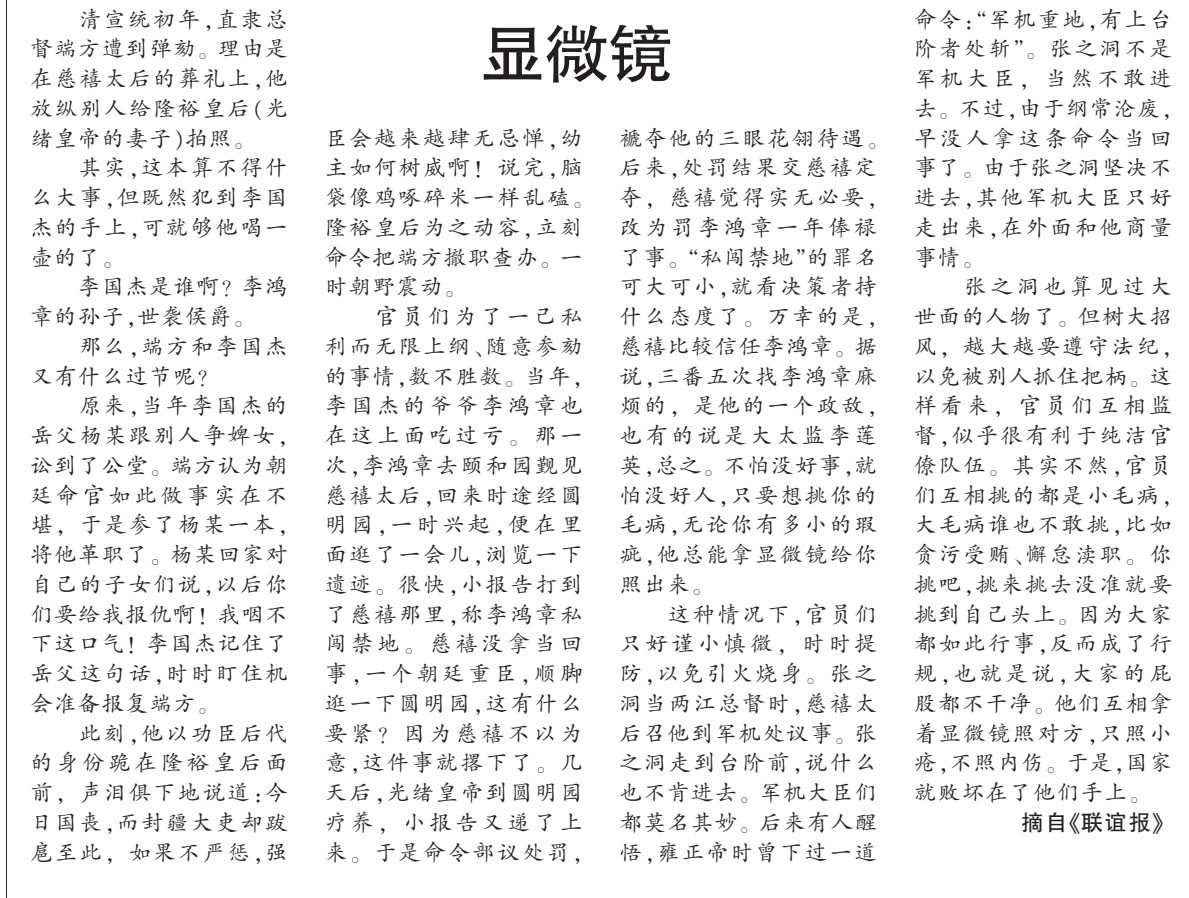 显微镜
清宣统初年,直隶总
督端方遭到弹劾。理由是
在慈禧太后的葬礼上,他
放纵别人给隆裕皇后(光
绪皇帝的妻子)拍照。
其实,这本算不得什
么大事,但既然犯到李国
杰的手上,可就够他喝一
壶的了。
李国杰是谁啊?李鸿
章的孙子,世袭侯爵。
那么,端方和李国杰
又有什么过节呢?
原来,当年李国杰的
岳父杨某跟别人争婢女,
讼到了公堂。端方认为朝
廷命官如此做事实在不
堪,于是参了杨某一本,
将他革职了。杨某回家对
自己的子女们说,以后你
们要给我报仇啊!我咽不
下这口气!李国杰记住了
岳父这句话,时时盯住机
会准备报复端方。
此刻,他以功臣后代
的身份跪在隆裕皇后面
前,声泪俱下地说道:今
日国丧,而封疆大吏却跋
扈至此,如果不严惩,强
臣会越来越肆无忌惮,幼
主如何树威啊!说完,脑
袋像鸡啄碎米一样乱磕。
隆裕皇后为之动容,立刻
命令把端方撤职查办。一
时朝野震动。
官员们为了一己私
利而无限上纲、随意参劾
的事情,数不胜数。当年,
李国杰的爷爷李鸿章也
在这上面吃过亏。那一
次,李鸿章去颐和园觐见
慈禧太后,回来时途经圆
明园,一时兴起,便在里
面逛了一会儿,浏览一下
遗迹。很快,小报告打到
了慈禧那里,称李鸿章私
闯禁地。慈禧没拿当回
事,一个朝廷重臣,顺脚
逛一下圆明园,这有什么
要紧?因为慈禧不以为
意,这件事就撂下了。几
天后,光绪皇帝到圆明园
疗养,小报告又递了上
来。于是命令部议处罚,
褫夺他的三眼花翎待遇。
后来,处罚结果交慈禧定
夺,慈禧觉得实无必要,
改为罚李鸿章一年俸禄
了事。“私闯禁地”的罪名
可大可小,就看决策者持
什么态度了。万幸的是,
慈禧比较信任李鸿章。据
说,三番五次找李鸿章麻
烦的,是他的一个政敌,
也有的说是大太监李莲
英,总之。不怕没好事,就
怕没好人,只要想挑你的
毛病,无论你有多小的瑕
疵,他总能拿显微镜给你
照出来。
这种情况下,官员们
只好谨小慎微,时时提
防,以免引火烧身。张之
洞当两江总督时,慈禧太
后召他到军机处议事。张
之洞走到台阶前,说什么
也不肯进去。军机大臣们
都莫名其妙。后来有人醒
悟,雍正帝时曾下过一道
命令:“军机重地,有上台
阶者处斩”。张之洞不是
军机大臣,当然不敢进
去。不过,由于纲常沦废,
早没人拿这条命令当回
事了。由于张之洞坚决不
进去,其他军机大臣只好
走出来,在外面和他商量
事情。
张之洞也算见过大
世面的人物了。但树大招
风,越大越要遵守法纪,
以免被别人抓住把柄。这
样看来,官员们互相监
督,似乎很有利于纯洁官
僚队伍。其实不然,官员
们互相挑的都是小毛病,
大毛病谁也不敢挑,比如
贪污受贿、懈怠渎职。你
挑吧,挑来挑去没准就要
挑到自己头上。因为大家
都如此行事,反而成了行
规,也就是说,大家的屁
股都不干净。他们互相拿
着显微镜照对方,只照小
疮,不照内伤。于是,国家
就败坏在了他们手上。
摘自《联谊报》